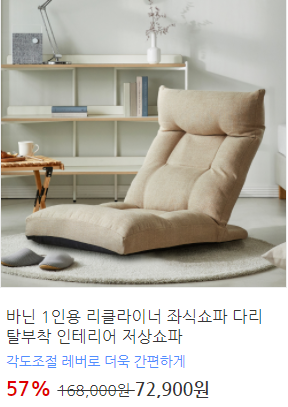 바닌 1인용 리클라이너 좌식쇼파 다리
탈부착 인테리어 저상쇼파
각도조절 레버로 더욱 간편하게
57% 168,000원 72,900원